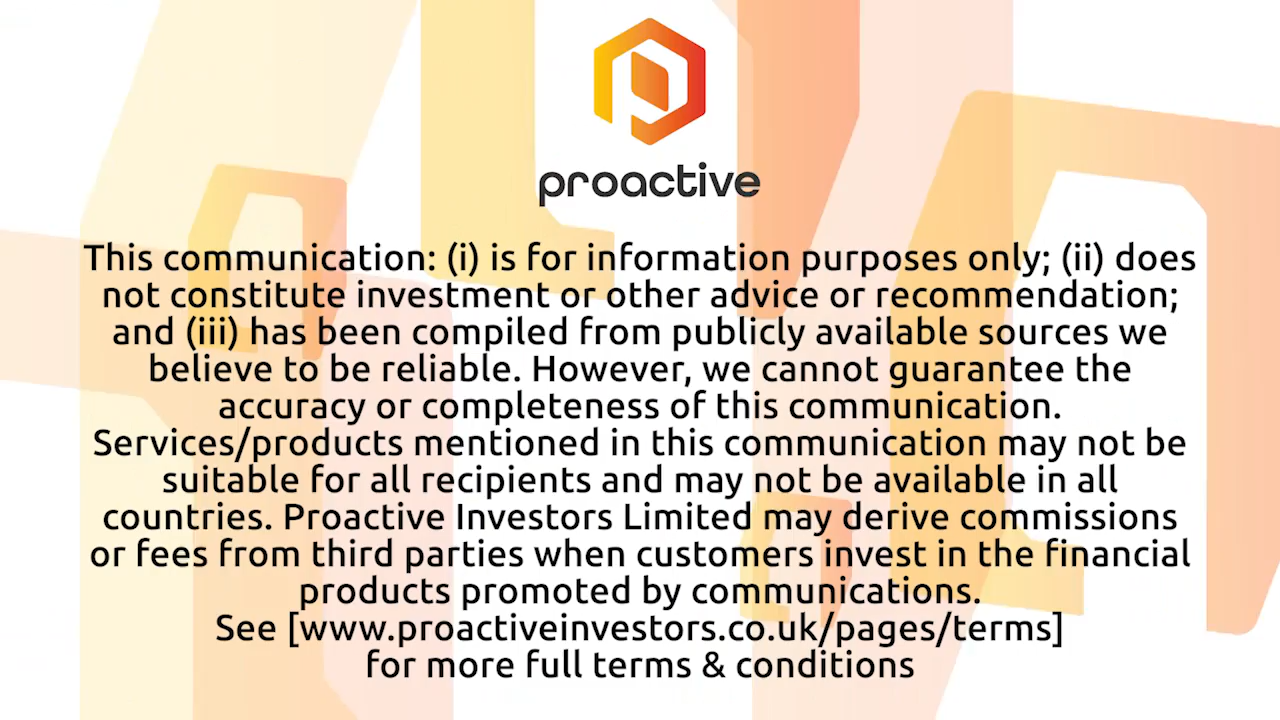 proactive
This communication: (i) is for information purposes only; (ii) does
not constitute investment or other advice or recommendation;
and (iii) has been compiled from publicly available sources we
believe to be reliable. However, we cannot guarantee the
accuracy or completeness of this communication.
Services/products mentioned in this communication may not be
suitable for all recipients and may not be available in all
countries. Proactive Investors Limited may derive commissions
or fees from third parties when customers invest in the financial
products promoted by communications.
See [www.proactiveinvestors.co.uk/pages/terms]
for more full terms & conditions